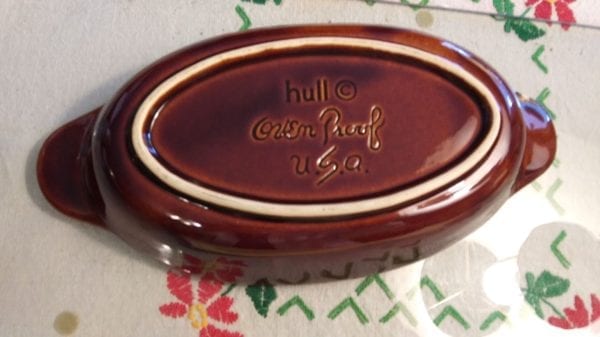 hull ©
Oven Proof
U.S.a.